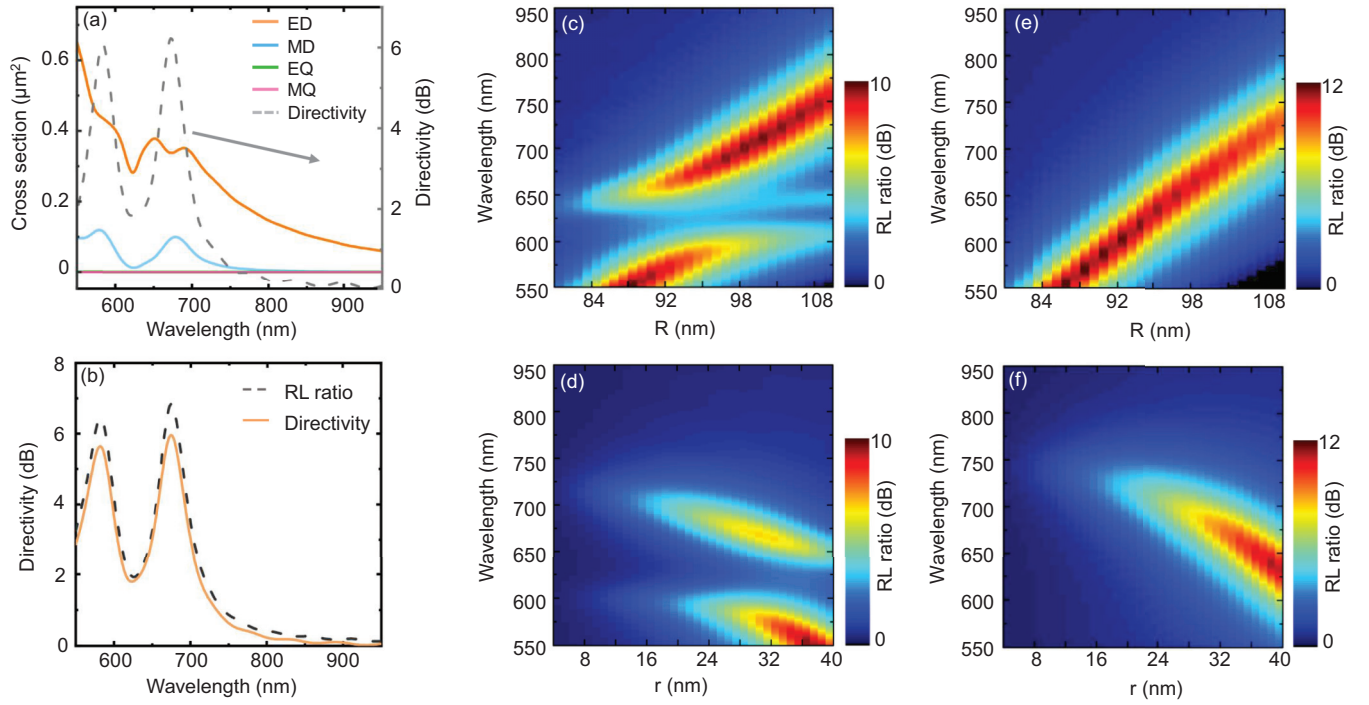 (a)
ED
MD
EQ
MQ
Directivity
0.6
0.4
0.2
0
Cross section (μm²)
6
4
2
0
Directivity (dB)
600 700 800 900
Wavelength (nm)
(b)
RL ratio
Directivity
8
6
4
2
0
Directivity (dB)
600 700 800 900
Wavelength (nm)
(c)
950
900
850
800
750
700
650
600
550
Wavelength (nm)
84 92 98 108
R (nm)
10
0
RL ratio (dB)
(d)
950
900
850
800
750
700
650
600
550
Wavelength (nm)
8 16 24 32 40
r (nm)
10
0
RL ratio (dB)
(e)
950
900
850
800
750
700
650
600
550
Wavelength (nm)
84 92 98 108
R (nm)
12
0
RL ratio (dB)
(f)
950
900
850
800
750
700
650
600
550
Wavelength (nm)
8 16 24 32 40
r (nm)
12
0
RL ratio (dB)